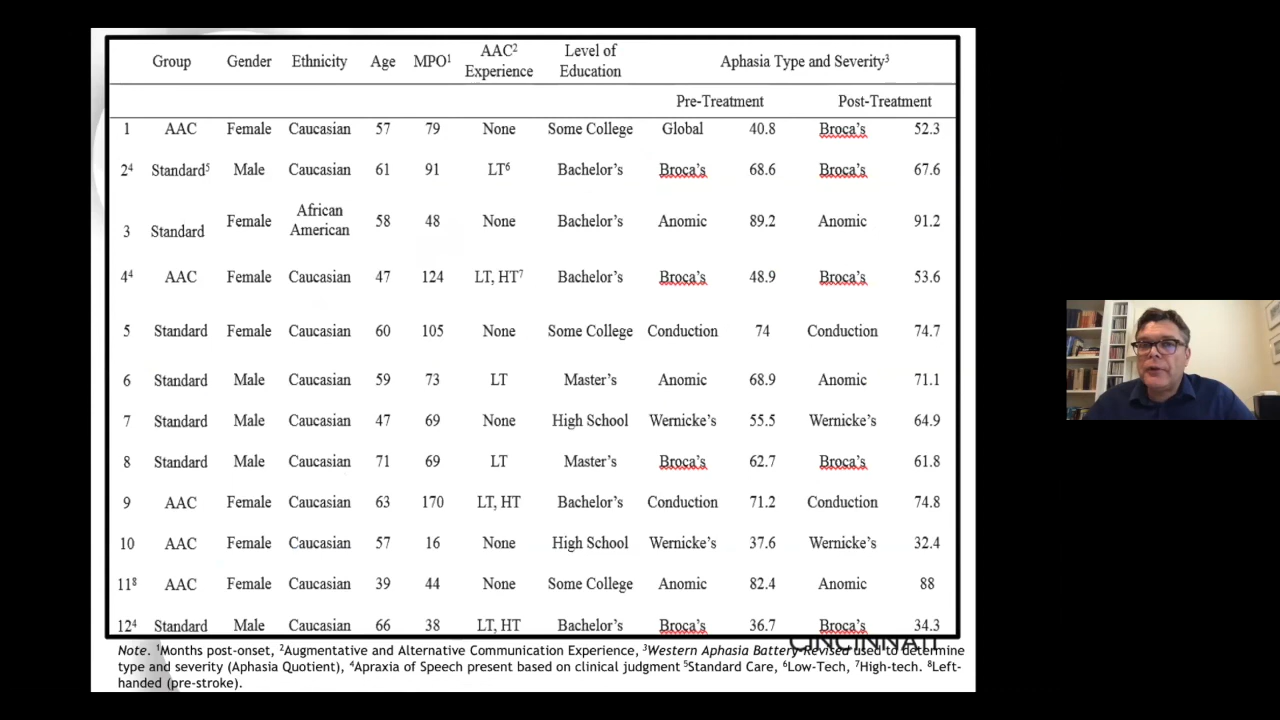 Group Gender Ethnicity Age MPO¹ AAC² Experience Level of Education Aphasia Type and Severity³
Pre-Treatment Post-Treatment
1 AAC Female Caucasian 57 79 None Some College Global 40.8 Broca's 52.3
2⁴ Standard⁵ Male Caucasian 61 91 LT⁶ Bachelor's Broca's 68.6 Broca's 67.6
3 Standard Female African American 58 48 None Bachelor's Anomic 89.2 Anomic 91.2
4⁴ AAC Female Caucasian 47 124 LT, HT⁷ Bachelor's Broca's 48.9 Broca's 53.6
5 Standard Female Caucasian 60 105 None Some College Conduction 74 Conduction 74.7
6 Standard Male Caucasian 59 73 LT Master's Anomic 68.9 Anomic 71.1
7 Standard Male Caucasian 47 69 None High School Wernicke's 55.5 Wernicke's 64.9
8 Standard Male Caucasian 71 69 LT Master's Broca's 62.7 Broca's 61.8
9 AAC Female Caucasian 63 170 LT, HT Bachelor's Conduction 71.2 Conduction 74.8
10 AAC Female Caucasian 57 16 None High School Wernicke's 37.6 Wernicke's 32.4
11⁸ AAC Female Caucasian 39 44 None Some College Anomic 82.4 Anomic 88
12⁴ Standard Male Caucasian 66 38 LT, HT Bachelor's Broca's 36.7 Broca's 34.3
CINCINNATI
Note. ¹Months post-onset, ²Augmentative and Alternative Communication Experience, ³Western Aphasia Battery-Revised used to determine
type and severity (Aphasia Quotient), ⁴Apraxia of Speech present based on clinical judgment ⁵Standard Care, ⁶Low-Tech, ⁷High-tech. ⁸Left-
handed (pre-stroke).